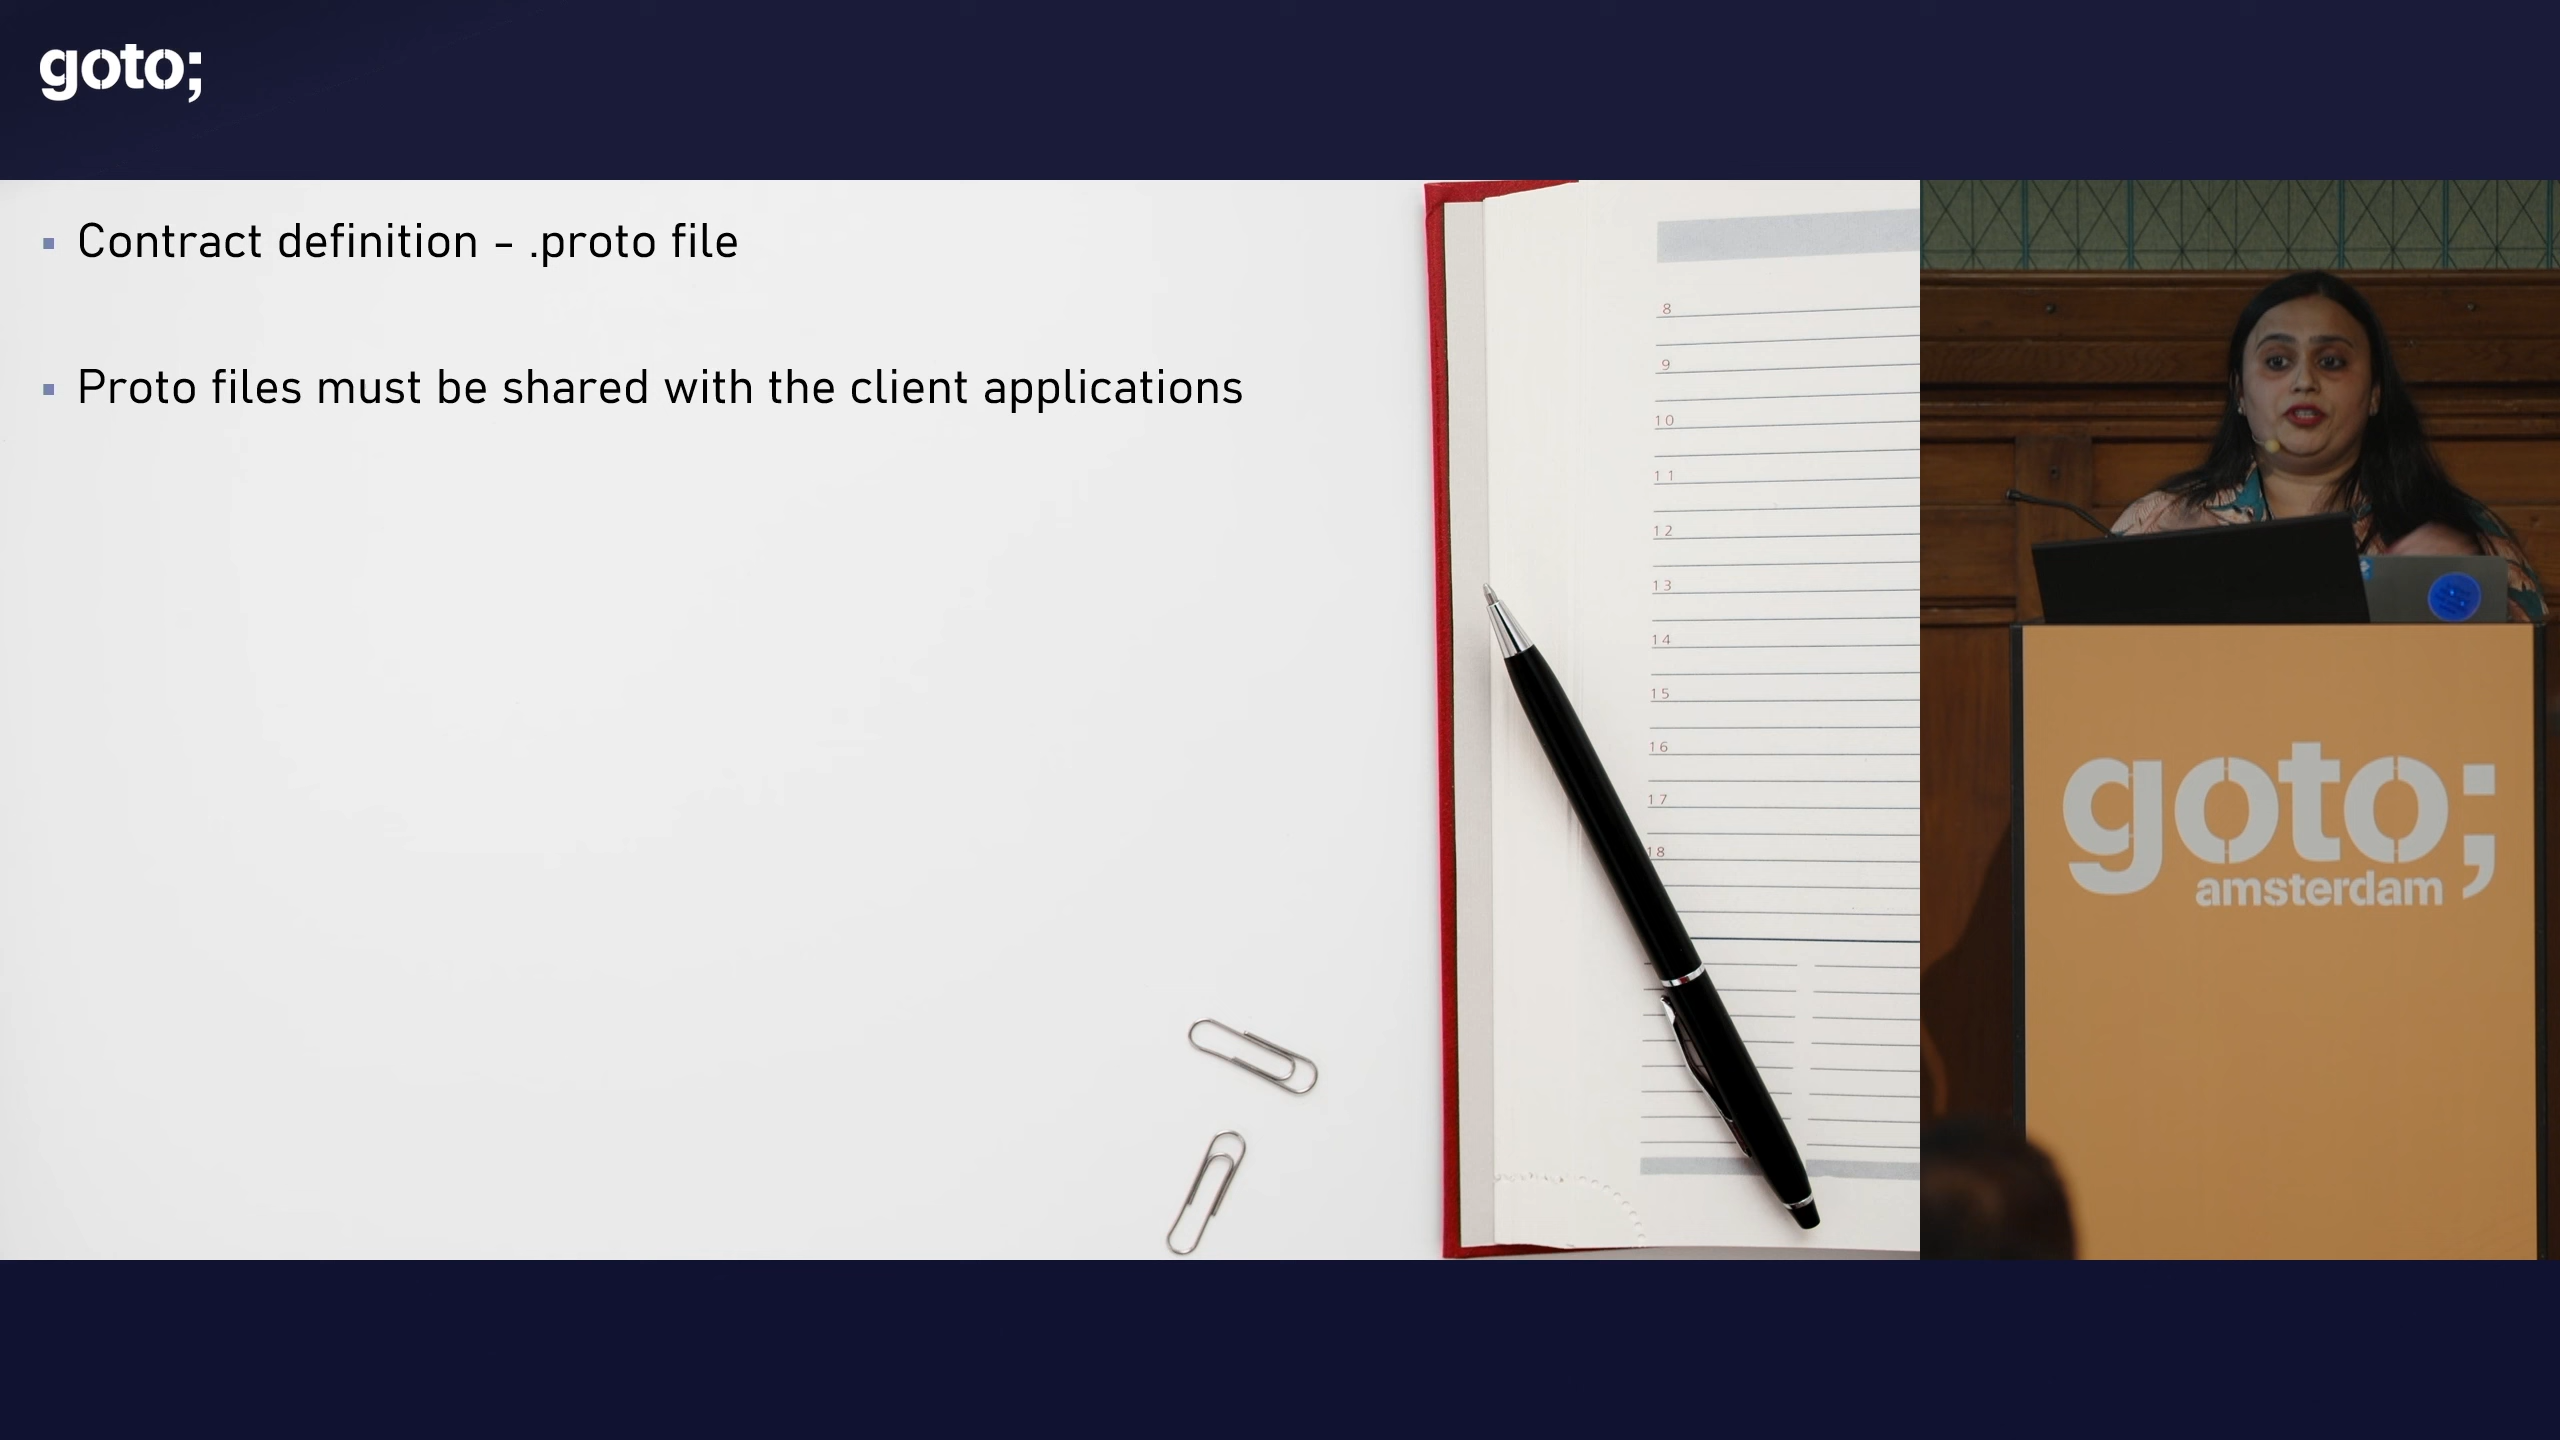 goto;
Contract definition - .proto file
Proto files must be shared with the client applications
8
9
10
11
12
13
14
15
16
17
18
goto;
amsterdam